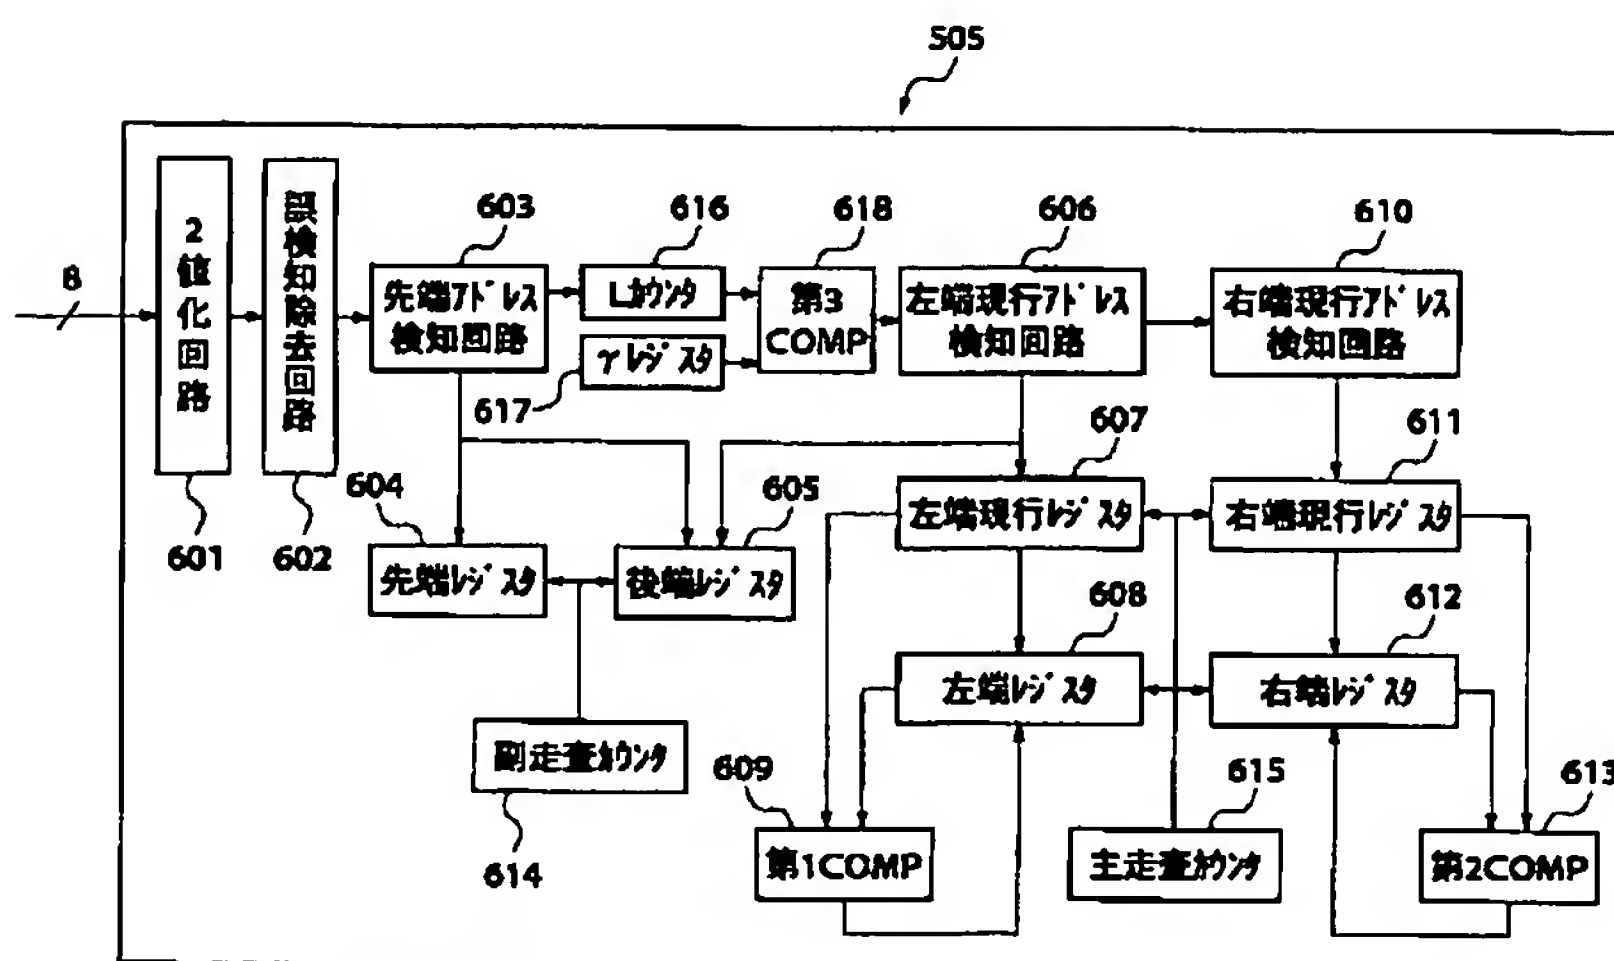 505
8
2値化回路
601
誤検知除去回路
602
603
先端アドレス
検知回路
616
Lカウンタ
γレジスタ
617
618
第3
COMP
606
左端現行アドレス
検知回路
610
右端現行アドレス
検知回路
604
先端レジスタ
605
後端レジスタ
607
左端現行レジスタ
611
右端現行レジスタ
608
左端レジスタ
612
右端レジスタ
副走査カウンタ
614
609
第1COMP
615
主走査カウンタ
613
第2COMP